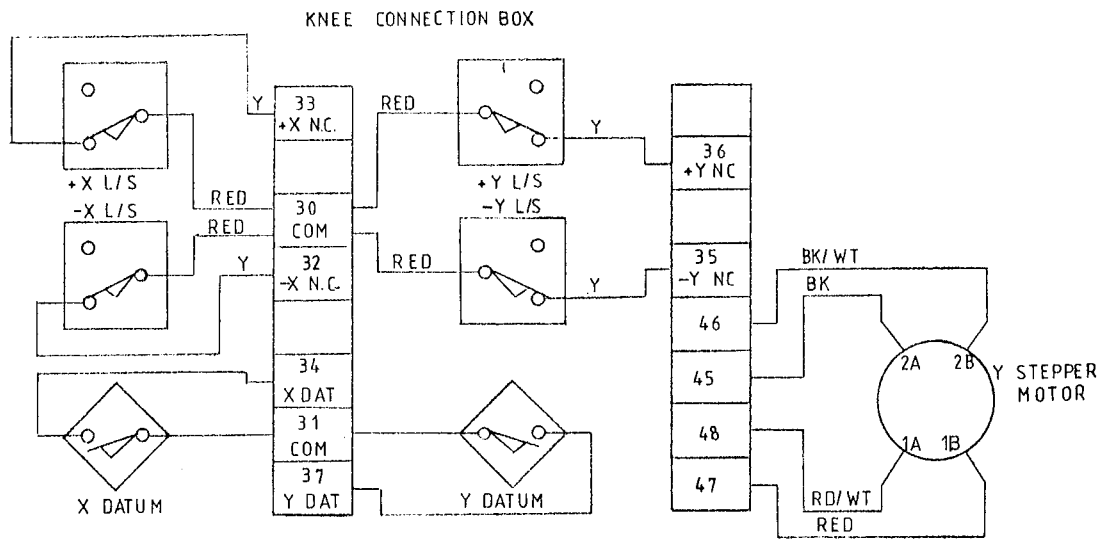 KNEE CONNECTION BOX
Y
33
+X N.C.
RED
Y
36
+Y NC
+X L/S
-X L/S
RED
RED
30
COM
+Y L/S
-Y L/S
Y
32
-X N.C.
RED
Y
35
-Y NC
BK/WT
BK
46
34
X DAT
45
2A
2B
Y STEPPER
MOTOR
31
COM
48
1A
1B
37
Y DAT
47
X DATUM
Y DATUM
RD/WT
RED